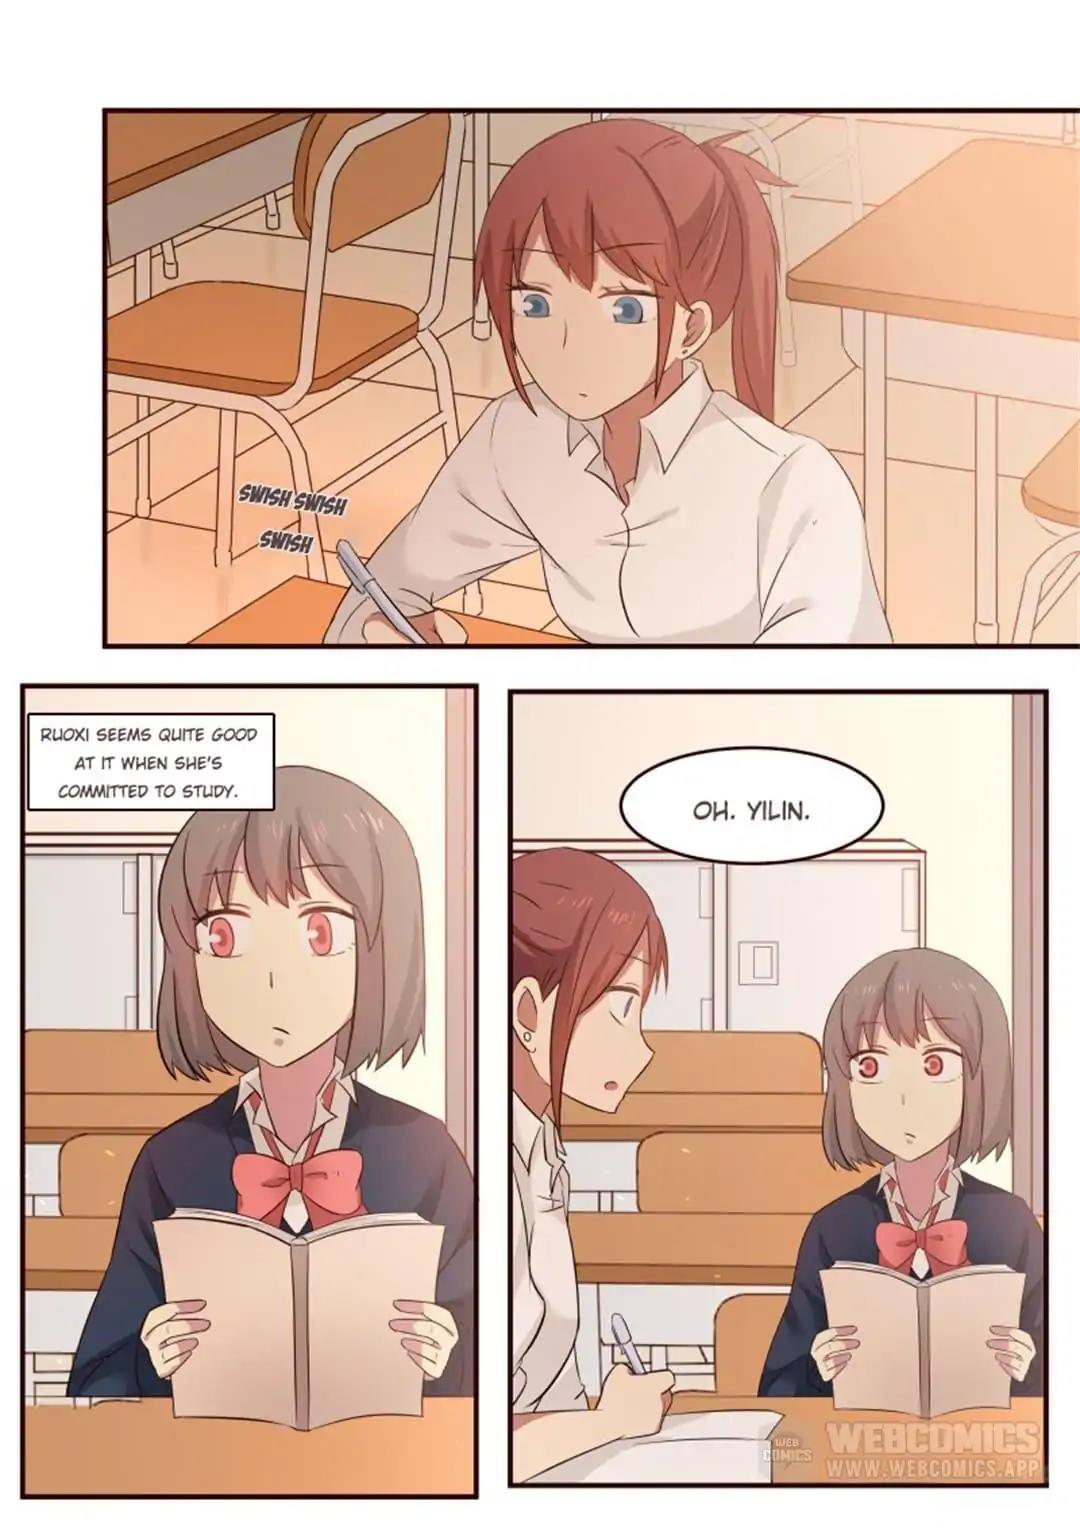 SWISH SWISH
SWISH
RUOXI SEEMS QUITE GOOD
AT IT WHEN SHE'S
COMMITTED TO STUDY.
OH. YILIN.
WEB
COMICS
WEBCOMICS
WWW.WEBCOMICS.APP